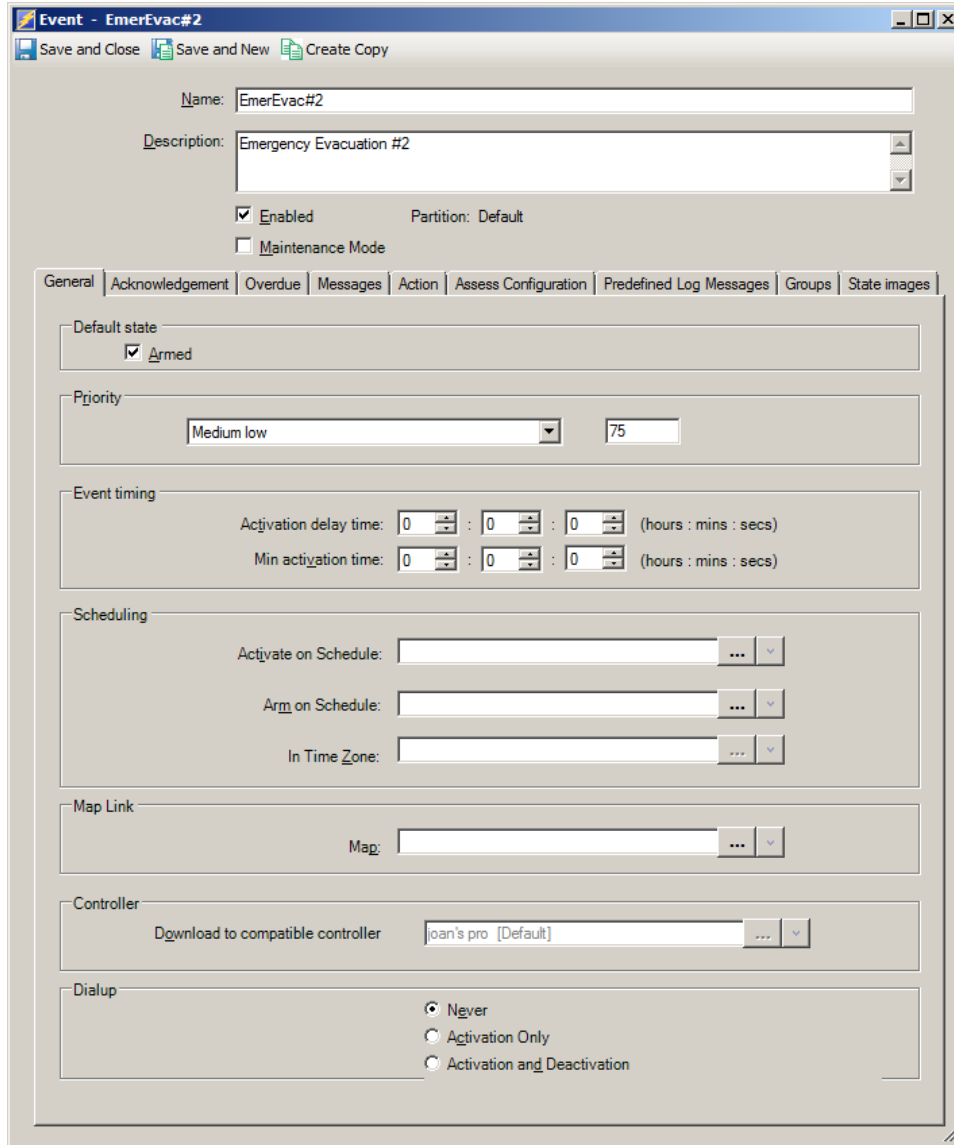 Event - EmerEvac#2
Save and Close Save and New Create Copy
Name: EmerEvac#2
Description: Emergency Evacuation #2
Enabled Partition: Default
Maintenance Mode
General Acknowledgement Overdue Messages Action Assess Configuration Predefined Log Messages Groups State images
Default state
Armed
Priority
Medium low 75
Event timing
Activation delay time: 0 : 0 : 0 (hours : mins : secs)
Min activation time: 0 : 0 : 0 (hours : mins : secs)
Scheduling
Activate on Schedule: ...
Arm on Schedule: ...
In Time Zone: ...
Map Link
Map: ...
Controller
Download to compatible controller joan's pro [Default] ...
Dialup
Never
Activation Only
Activation and Deactivation